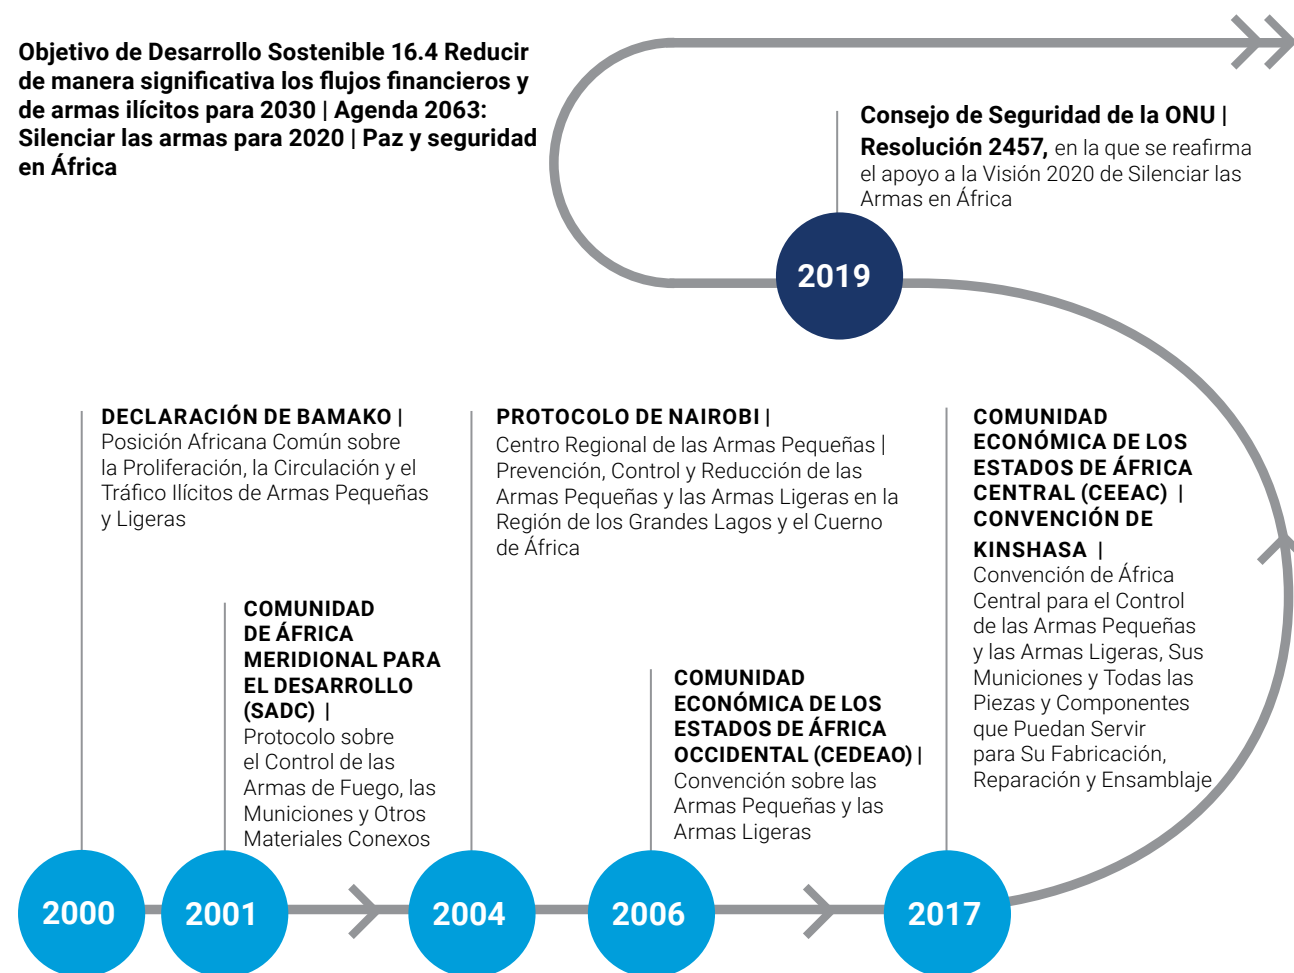 Objetivo de Desarrollo Sostenible 16.4 Reducir
de manera significativa los flujos financieros y
de armas ilícitos para 2030 | Agenda 2063:
Silenciar las armas para 2020 | Paz y seguridad
en África
Consejo de Seguridad de la ONU |
Resolución 2457, en la que se reafirma
el apoyo a la Visión 2020 de Silenciar las
Armas en África
2019
DECLARACIÓN DE BAMAKO |
Posición Africana Común sobre
la Proliferación, la Circulación y el
Tráfico Ilícitos de Armas Pequeñas
y Ligeras
COMUNIDAD
DE ÁFRICA
MERIDIONAL PARA
EL DESARROLLO
(SADC) |
Protocolo sobre
el Control de las
Armas de Fuego, las
Municiones y Otros
Materiales Conexos
PROTOCOLO DE NAIROBI |
Centro Regional de las Armas Pequeñas |
Prevención, Control y Reducción de las
Armas Pequeñas y las Armas Ligeras en la
Región de los Grandes Lagos y el Cuerno
de África
COMUNIDAD
ECONÓMICA DE LOS
ESTADOS DE ÁFRICA
OCCIDENTAL (CEDEAO) |
Convención sobre las
Armas Pequeñas y las
Armas Ligeras
COMUNIDAD
ECONÓMICA DE LOS
ESTADOS DE ÁFRICA
CENTRAL (CEEAC) |
CONVENCIÓN DE
KINSHASA |
Convención de África
Central para el Control
de las Armas Pequeñas
y las Armas Ligeras, Sus
Municiones y Todas las
Piezas y Componentes
que Puedan Servir
para Su Fabricación,
Reparación y Ensamblaje
2000
2001
2004
2006
2017